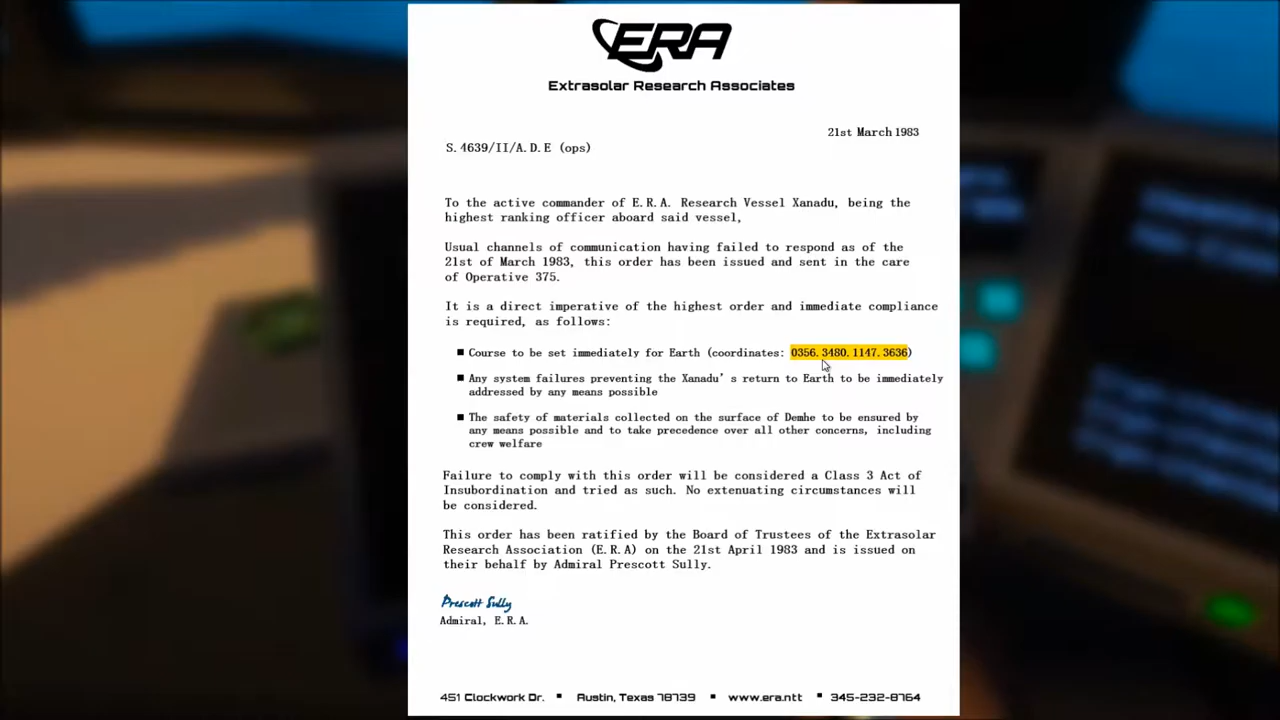 ERA
Extrasolar Research Associates
21st March 1983
S.4639/II/A.D.E (ops)
To the active commander of E.R.A. Research Vessel Xanadu, being the
highest ranking officer aboard said vessel,
Usual channels of communication having failed to respond as of the
21st of March 1983, this order has been issued and sent in the care
of Operative 375.
It is a direct imperative of the highest order and immediate compliance
is required, as follows:
■ Course to be set immediately for Earth (coordinates: 0356.3480.1147.3636)
■ Any system failures preventing the Xanadu's return to Earth to be immediately
addressed by any means possible
■ The safety of materials collected on the surface of Demhe to be ensured by
any means possible and to take precedence over all other concerns, including
crew welfare
Failure to comply with this order will be considered a Class 3 Act of
Insubordination and tried as such. No extenuating circumstances will
be considered.
This order has been ratified by the Board of Trustees of the Extrasolar
Research Association (E.R.A) on the 21st April 1983 and is issued on
their behalf by Admiral Prescott Sully.
Prescott Sully
Admiral, E.R.A.
451 Clockwork Dr. ■ Austin, Texas 78739 ■ www.era.ntt ■ 345-232-8764